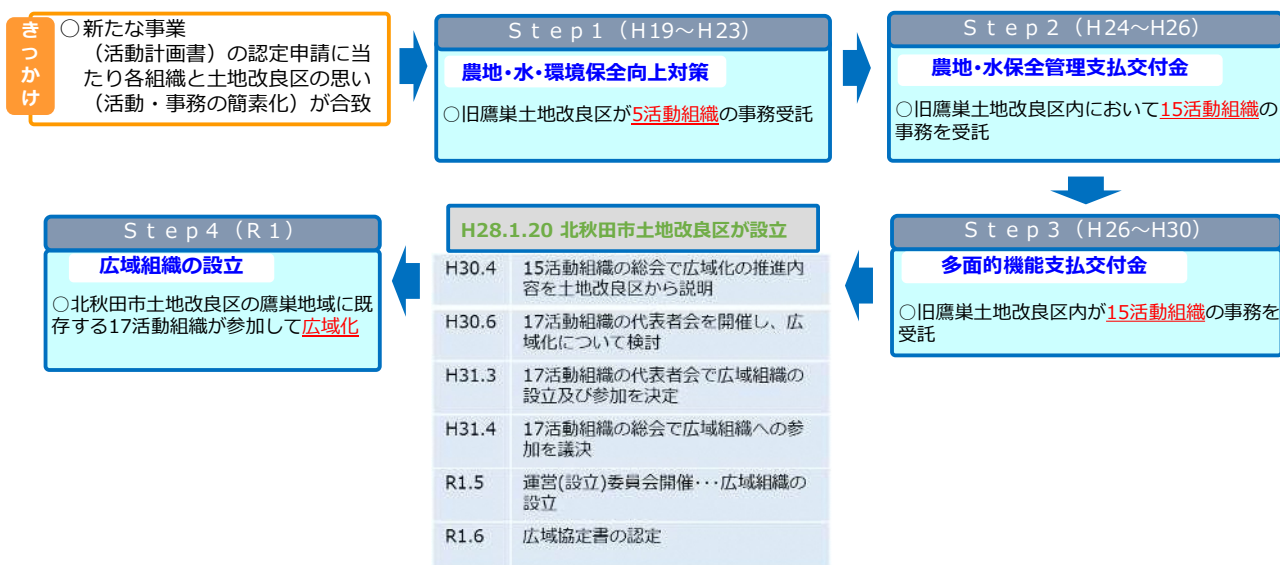 きっかけ
○新たな事業
（活動計画書）の認定申請に当
たり各組織と土地改良区の思い
（活動・事務の簡素化）が合致
Ｓｔｅｐ１（H19～H23）
農地・水・環境保全向上対策
○旧鷹巣土地改良区が5活動組織の事務受託
Ｓｔｅｐ２（H24～H26）
農地・水保全管理支払交付金
○旧鷹巣土地改良区内において15活動組織の
事務を受託
Ｓｔｅｐ３（H26～H30）
多面的機能支払交付金
○旧鷹巣土地改良区内が15活動組織の事務を
受託
H28.1.20 北秋田市土地改良区が設立
H30.4 15活動組織の総会で広域化の推進内
容を土地改良区から説明
H30.6 17活動組織の代表者会を開催し、広
域化について検討
H31.3 17活動組織の代表者会で広域組織の
設立及び参加を決定
H31.4 17活動組織の総会で広域組織への参
加を議決
R1.5 運営(設立)委員会開催・・・広域組織の
設立
R1.6 広域協定書の認定
Ｓｔｅｐ４（Ｒ１）
広域組織の設立
○北秋田市土地改良区の鷹巣地域に既
存する17活動組織が参加して広域化